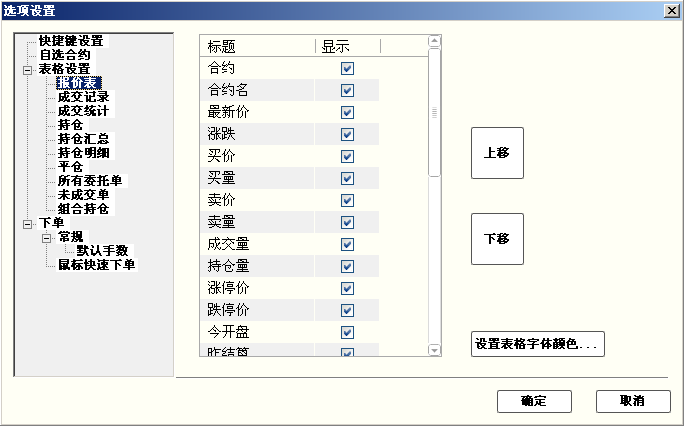 选项设置
快捷键设置
自选合约
表格设置
报价表
成交记录
成交统计
持仓
持仓汇总
持仓明细
平仓
所有委托单
未成交单
组合持仓
下单
常规
默认手数
鼠标快速下单
标题 显示
合约
合约名
最新价
涨跌
买价
买量
卖价
卖量
成交量
持仓量
涨停价
跌停价
今开盘
昨结算
上移
下移
设置表格字体颜色...
确定
取消